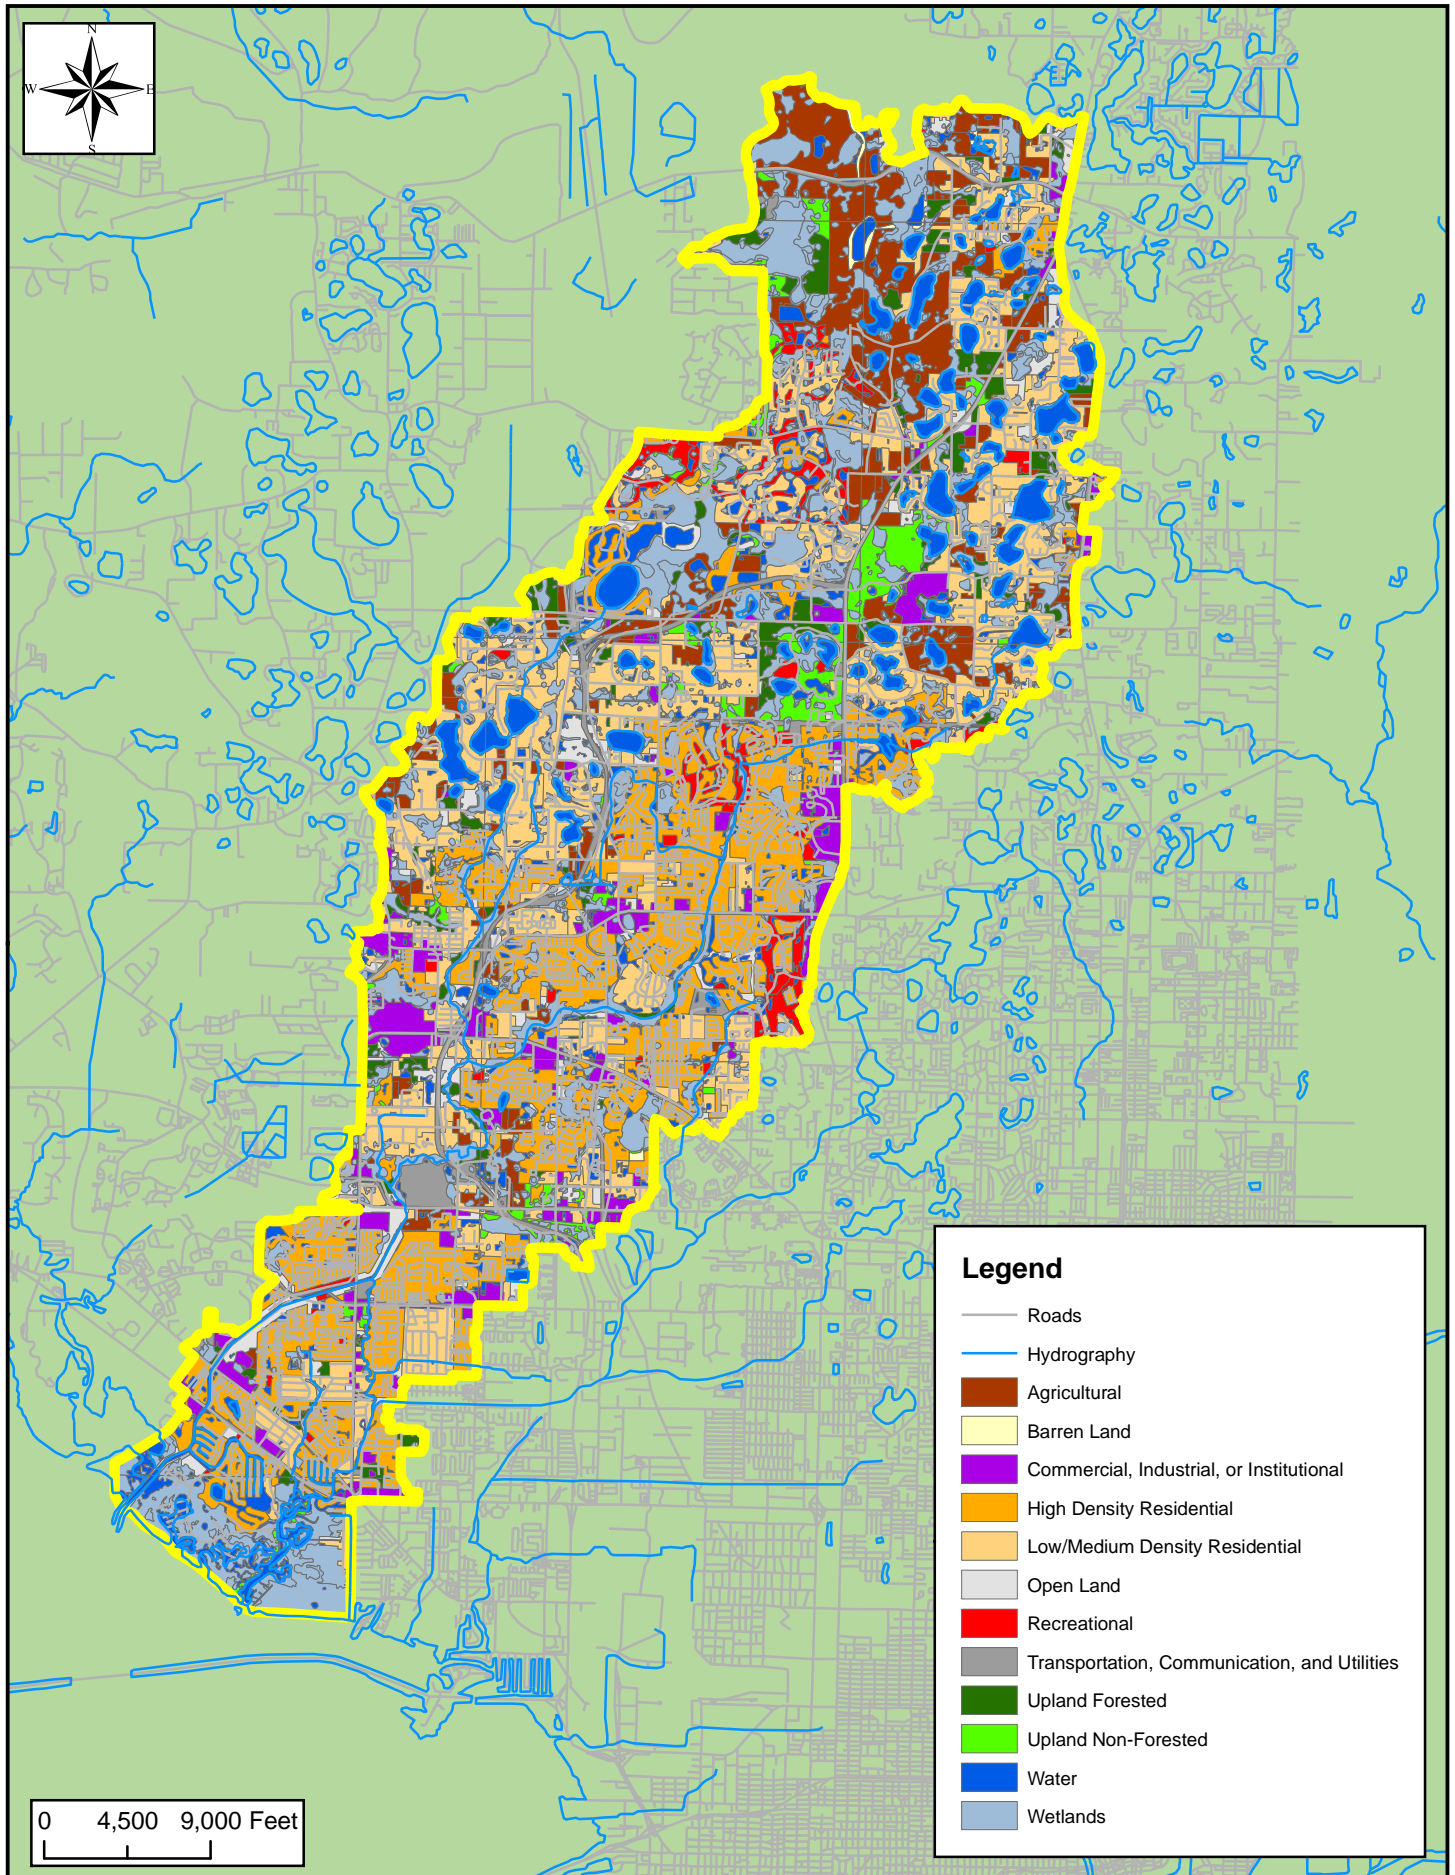 N
W E
S
Legend
Roads
Hydrography
Agricultural
Barren Land
Commercial, Industrial, or Institutional
High Density Residential
Low/Medium Density Residential
Open Land
Recreational
Transportation, Communication, and Utilities
Upland Forested
Upland Non-Forested
Water
Wetlands
0 4,500 9,000 Feet